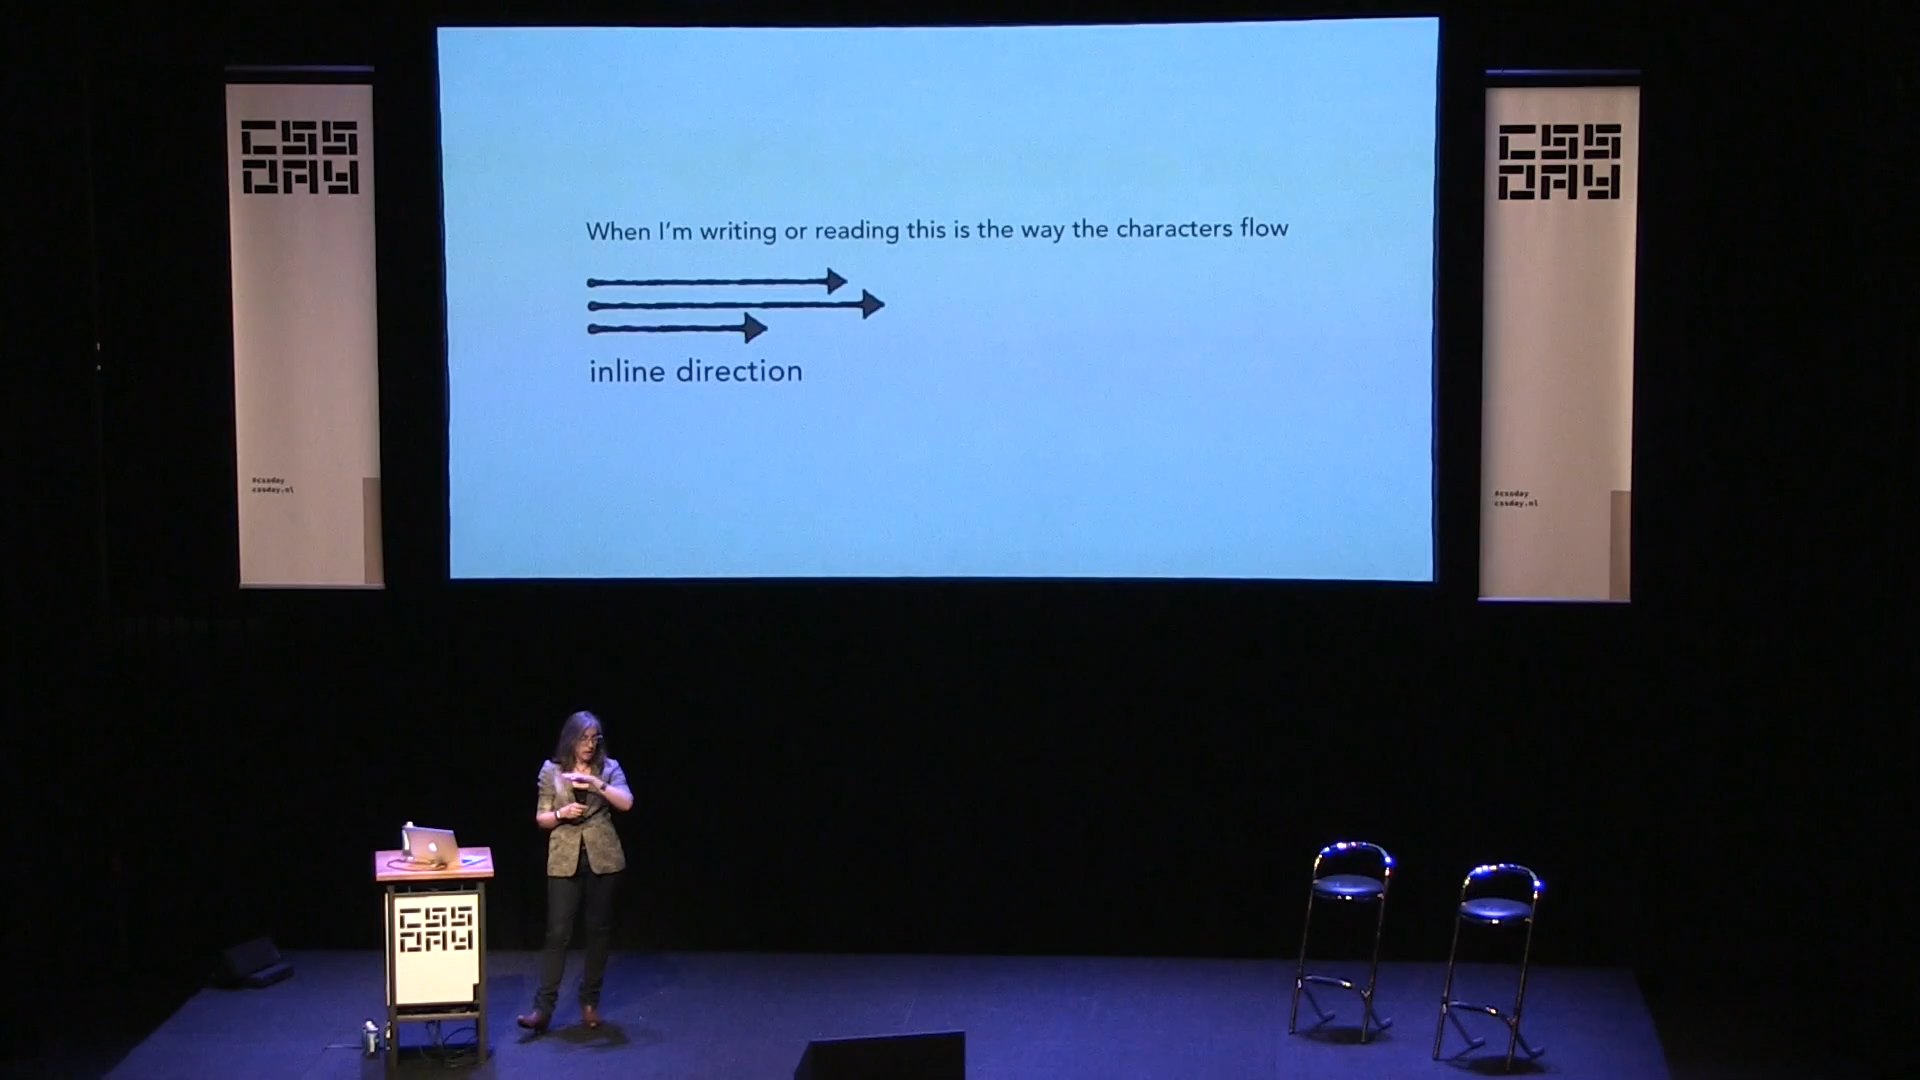 CSS
DAY
When I'm writing or reading this is the way the characters flow
inline direction
#cssday
cssday.nl
CSS
DAY
#cssday
cssday.nl
CSS
DAY